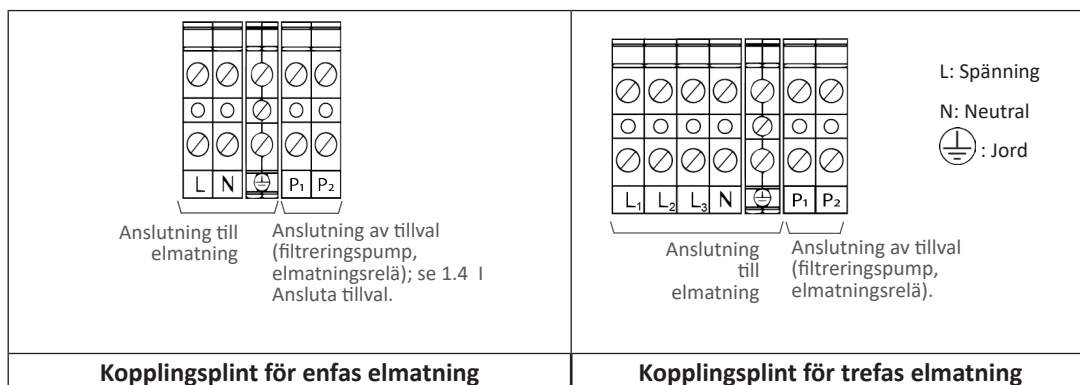 L N P₁ P₂
Anslutning till
elmatning
Anslutning av tillval
(filtreringspump,
elmatningsrelä); se 1.4 I
Ansluta tillval.
Kopplingsplint för enfas elmatning
L₁ L₂ L₃ N P₁ P₂
Anslutning
till
elmatning
Anslutning av tillval
(filtreringspump,
elmatningsrelä).
L: Spänning
N: Neutral
: Jord
Kopplingsplint för trefas elmatning